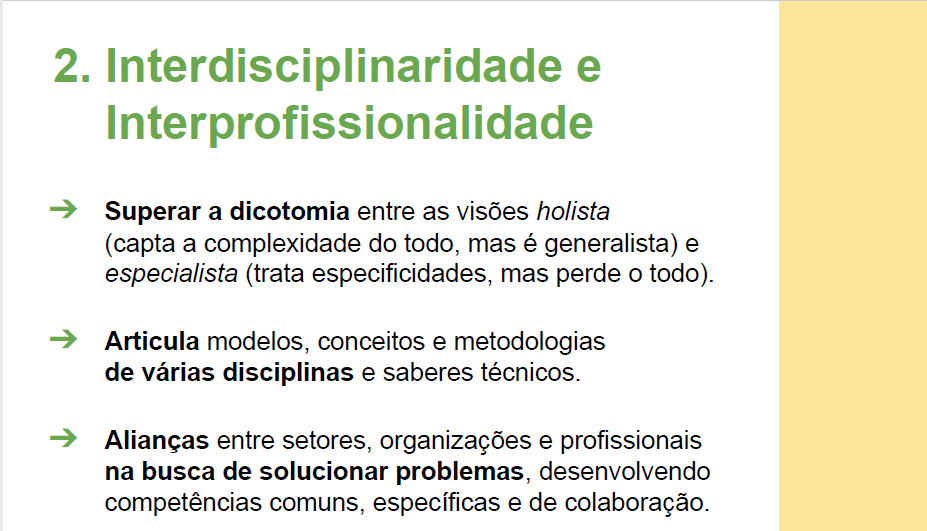 2. Interdisciplinaridade e
Interprofissionalidade
➔ Superar a dicotomia entre as visões holista
(capta a complexidade do todo, mas é generalista) e
especialista (trata especificidades, mas perde o todo).
➔ Articula modelos, conceitos e metodologias
de várias disciplinas e saberes técnicos.
➔ Alianças entre setores, organizações e profissionais
na busca de solucionar problemas, desenvolvendo
competências comuns, específicas e de colaboração.